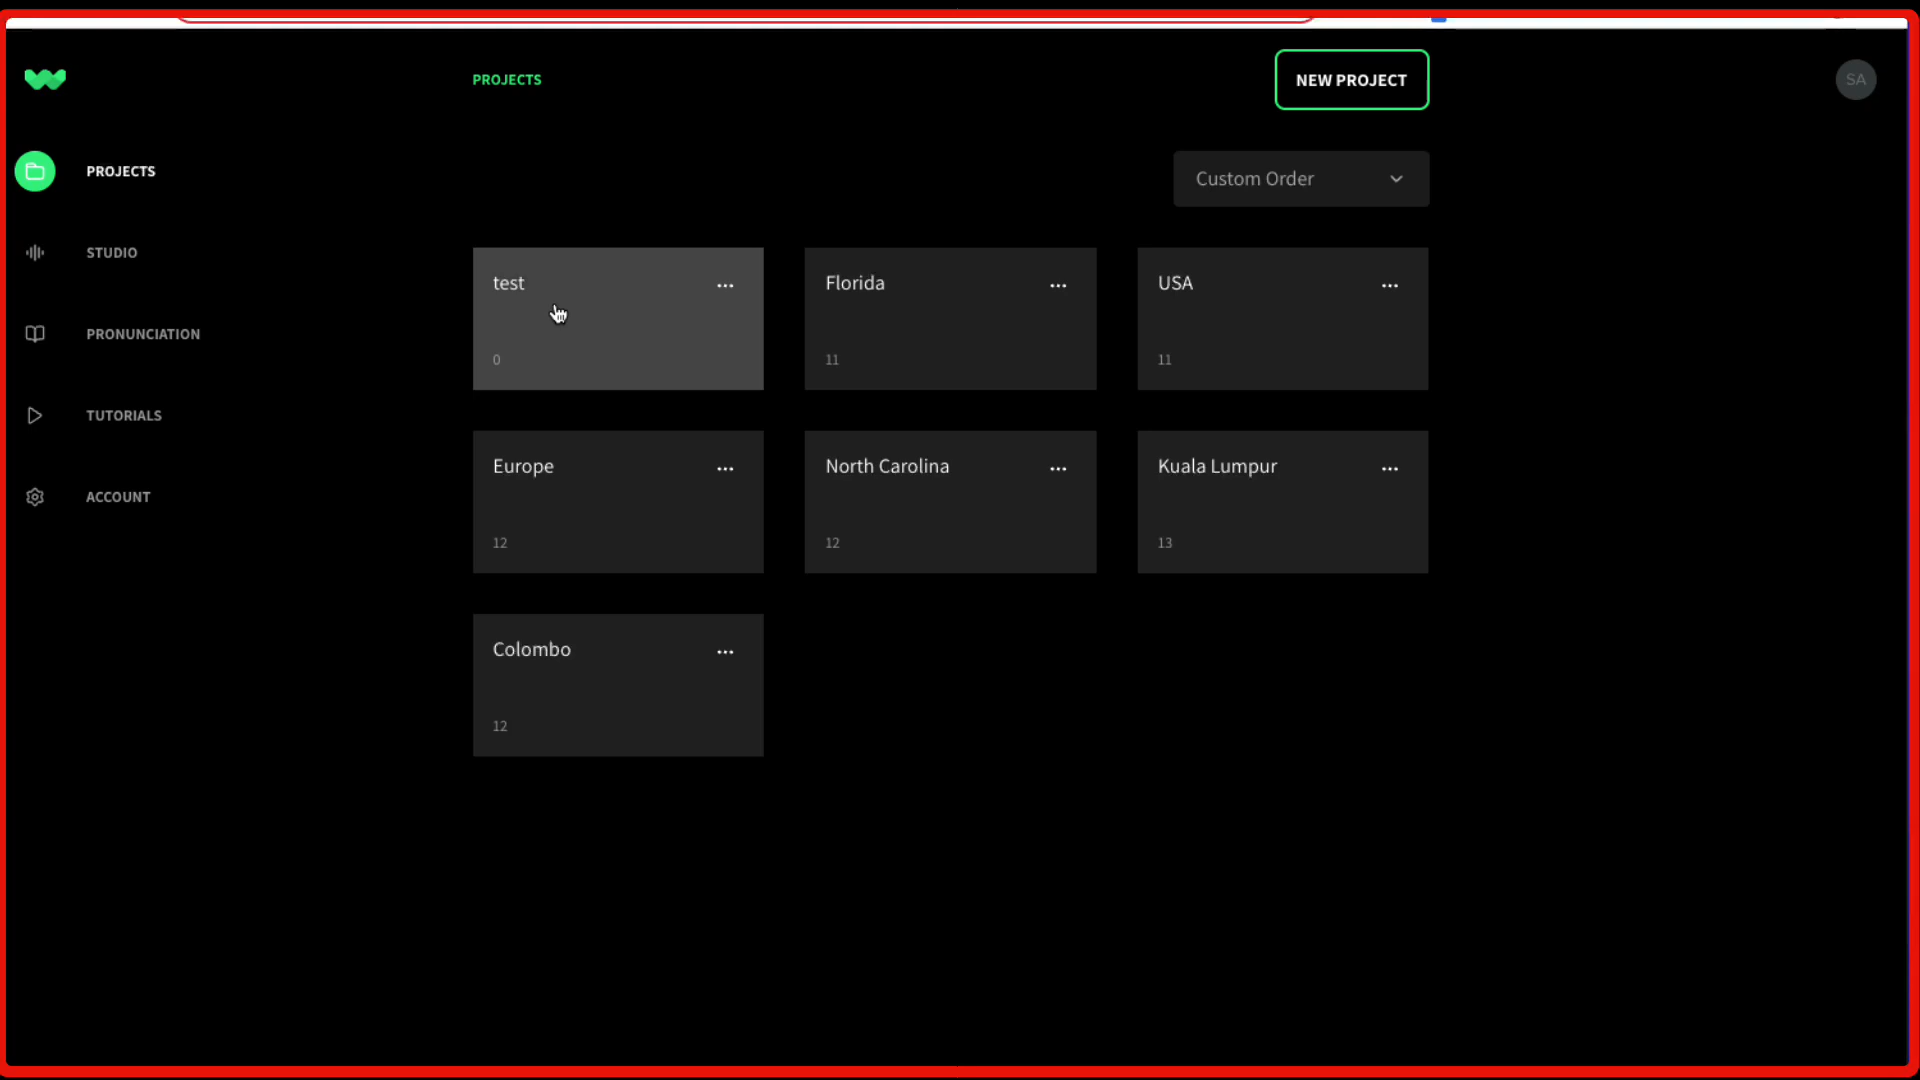 PROJECTS
NEW PROJECT
SA
PROJECTS
Custom Order
STUDIO
test
Florida
USA
PRONUNCIATION
0
11
11
TUTORIALS
Europe
North Carolina
Kuala Lumpur
ACCOUNT
12
12
13
Colombo
12